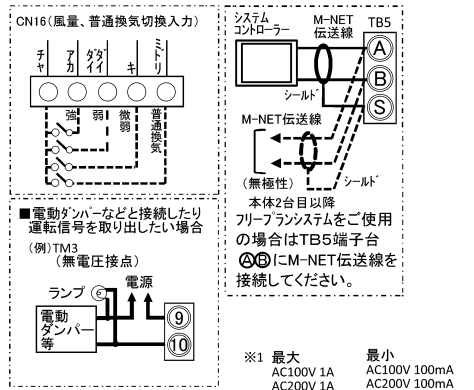 CN16(風量、普通換気切換入力)
チャ
アカ
ダイダイ
キ
ミドリ
強
弱
微弱
普通換気
■電動ダンパーなどと接続したり
運転信号を取り出したい場合
(例)TM3
(無電圧接点)
ランプ
電源
電動
ダンパー
等
⑨
⑩
システム
コントローラー
M-NET
伝送線
TB5
Ⓐ
Ⓑ
Ⓢ
シールド
M-NET伝送線
(無極性)
シールド
本体2台目以降
フリープランシステムをご使用
の場合はTB5端子台
ⒶⒷにM-NET伝送線を
接続してください。
※1 最大 最小
AC100V 1A AC100V 100mA
AC200V 1A AC200V 100mA